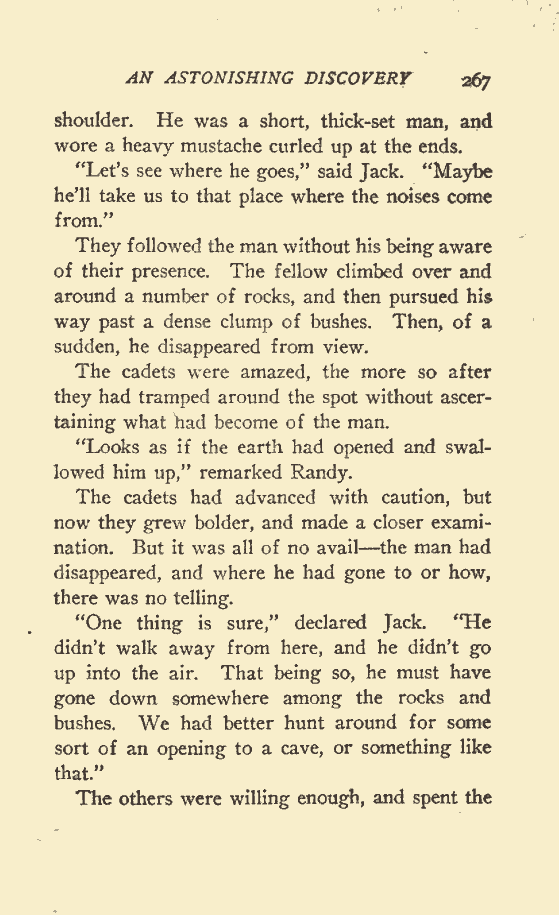 AN ASTONISHING DISCOVERY 267
shoulder. He was a short, thick-set man, and
wore a heavy mustache curled up at the ends.
"Let's see where he goes," said Jack. "Maybe
he'll take us to that place where the noises come
from."
They followed the man without his being aware
of their presence. The fellow climbed over and
around a number of rocks, and then pursued his
way past a dense clump of bushes. Then, of a
sudden, he disappeared from view.
The cadets were amazed, the more so after
they had tramped around the spot without ascer-
taining what had become of the man.
"Looks as if the earth had opened and swal-
lowed him up," remarked Randy.
The cadets had advanced with caution, but
now they grew bolder, and made a closer exami-
nation. But it was all of no avail—the man had
disappeared, and where he had gone to or how,
there was no telling.
"One thing is sure," declared Jack. "He
didn't walk away from here, and he didn't go
up into the air. That being so, he must have
gone down somewhere among the rocks and
bushes. We had better hunt around for some
sort of an opening to a cave, or something like
that."
The others were willing enough, and spent the